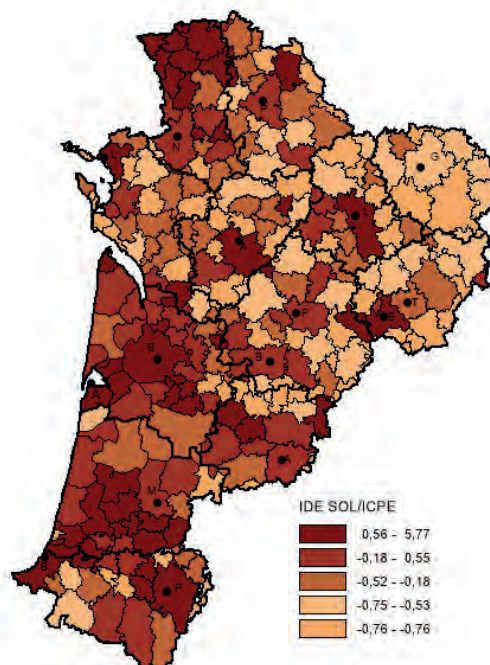 N
G
T
P
B
B
M
P
IDE SOL/ICPE
0,56 - 5,77
-0,18 - 0,55
-0,52 - -0,18
-0,75 - -0,53
-0,76 - -0,76